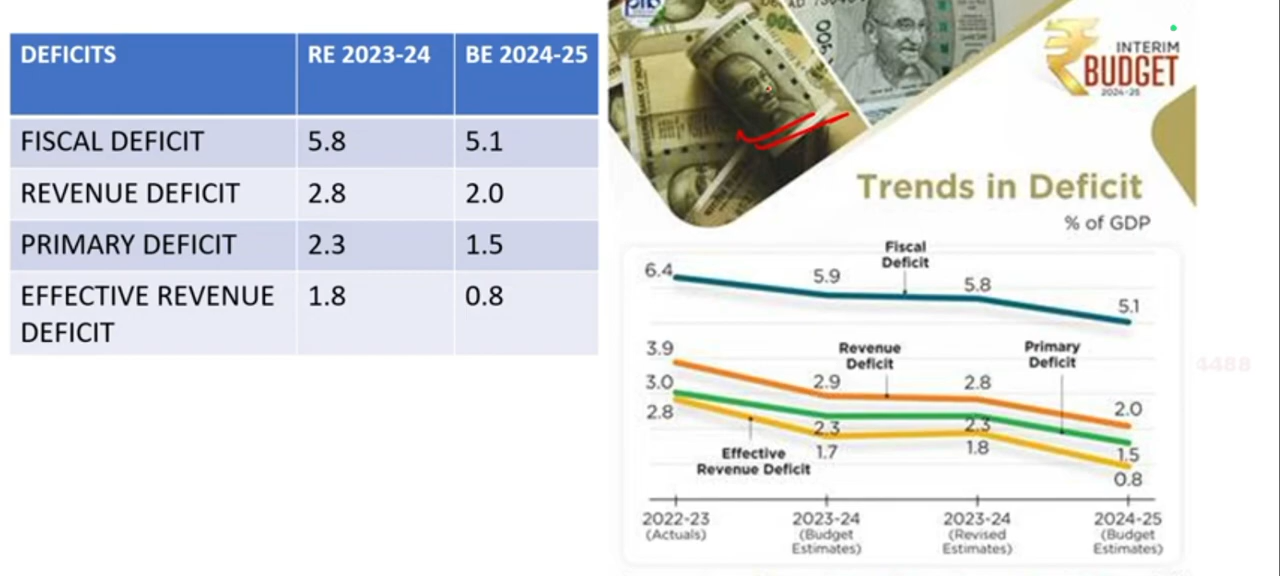 DEFICITS RE 2023-24 BE 2024-25
FISCAL DEFICIT 5.8 5.1
REVENUE DEFICIT 2.8 2.0
PRIMARY DEFICIT 2.3 1.5
EFFECTIVE REVENUE 1.8 0.8
DEFICIT
INTERIM
BUDGET
2024-25
Trends in Deficit
% of GDP
Fiscal
Deficit
6.4 5.9 5.8 5.1
Revenue
Deficit
Primary
Deficit
3.9 2.9 2.8 2.0
3.0 2.3 2.3 1.5
2.8 1.7 1.8 0.8
Effective
Revenue Deficit
2022-23 2023-24 2023-24 2024-25
(Actuals) (Budget (Revised (Budget
Estimates) Estimates) Estimates)
4488